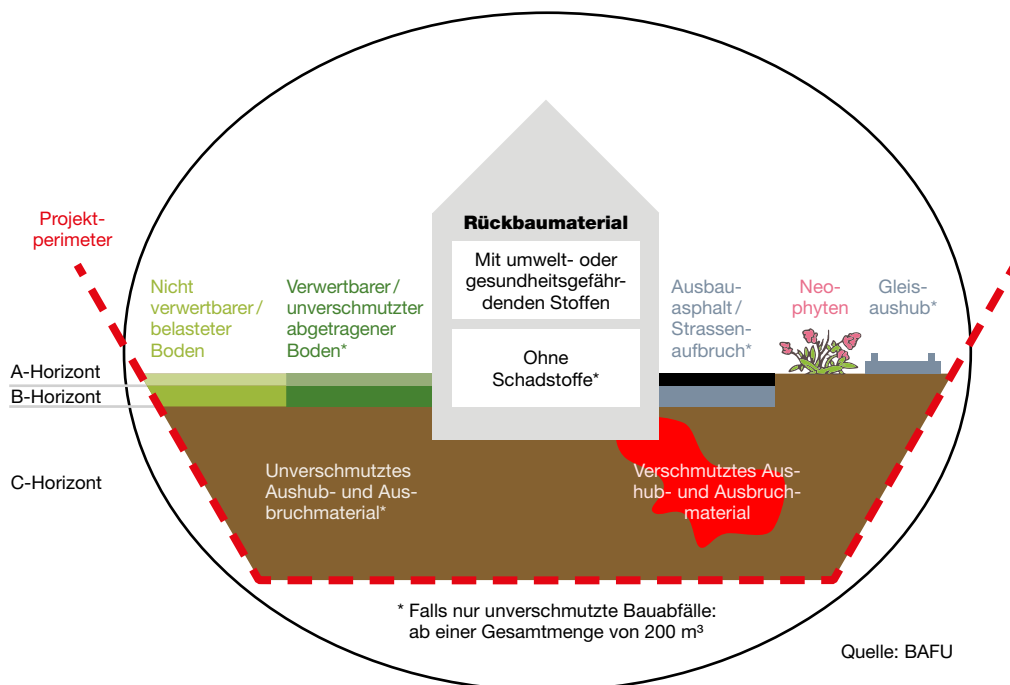 Projekt-
perimeter
Nicht
verwertbarer /
belasteter
Boden
Verwertbarer /
unverschmutzter
abgetragener
Boden*
Rückbaumaterial
Mit umwelt- oder
gesundheitsgefähr-
denden Stoffen
Ohne
Schadstoffe*
Ausbau-
asphalt /
Strassen-
aufbruch*
Neo-
phyten
Gleis-
aushub*
A-Horizont
B-Horizont
C-Horizont
Unverschmutztes
Aushub- und Aus-
bruchmaterial*
Verschmutztes Aus-
hub- und Ausbruch-
material
* Falls nur unverschmutzte Bauabfälle:
ab einer Gesamtmenge von 200 m³
Quelle: BAFU